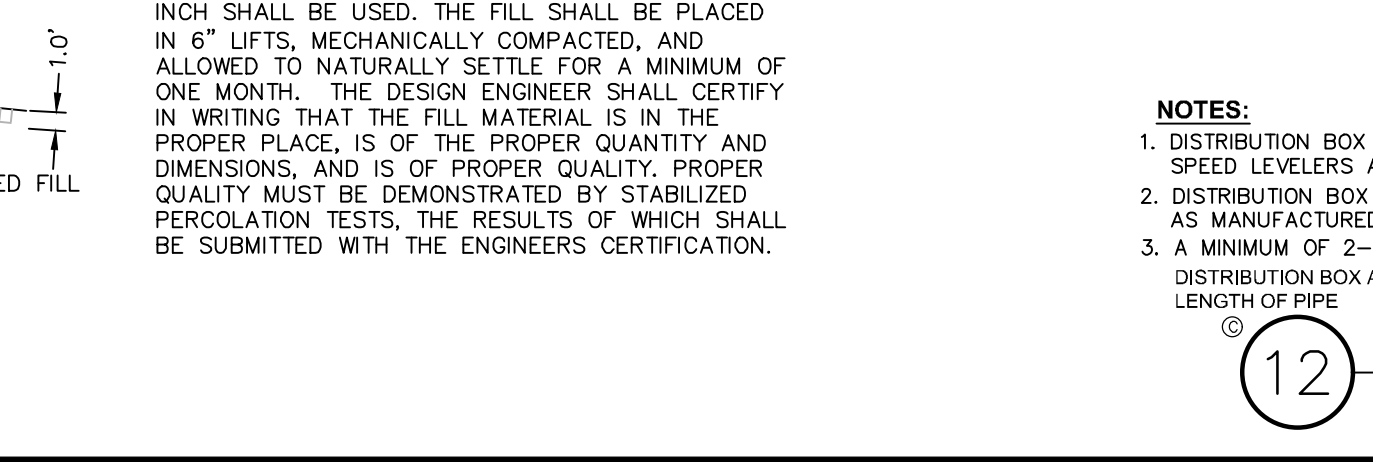 INCH SHALL BE USED. THE FILL SHALL BE PLACED
IN 6" LIFTS, MECHANICALLY COMPACTED, AND
ALLOWED TO NATURALLY SETTLE FOR A MINIMUM OF
ONE MONTH. THE DESIGN ENGINEER SHALL CERTIFY
IN WRITING THAT THE FILL MATERIAL IS IN THE
PROPER PLACE, IS OF THE PROPER QUANTITY AND
DIMENSIONS, AND IS OF PROPER QUALITY. PROPER
QUALITY MUST BE DEMONSTRATED BY STABILIZED
PERCOLATION TESTS, THE RESULTS OF WHICH SHALL
BE SUBMITTED WITH THE ENGINEERS CERTIFICATION.
1.0'
ED FILL
NOTES:
1. DISTRIBUTION BOX
SPEED LEVELERS A
2. DISTRIBUTION BOX
AS MANUFACTURED
3. A MINIMUM OF 2-
DISTRIBUTION BOX A
LENGTH OF PIPE
©
12